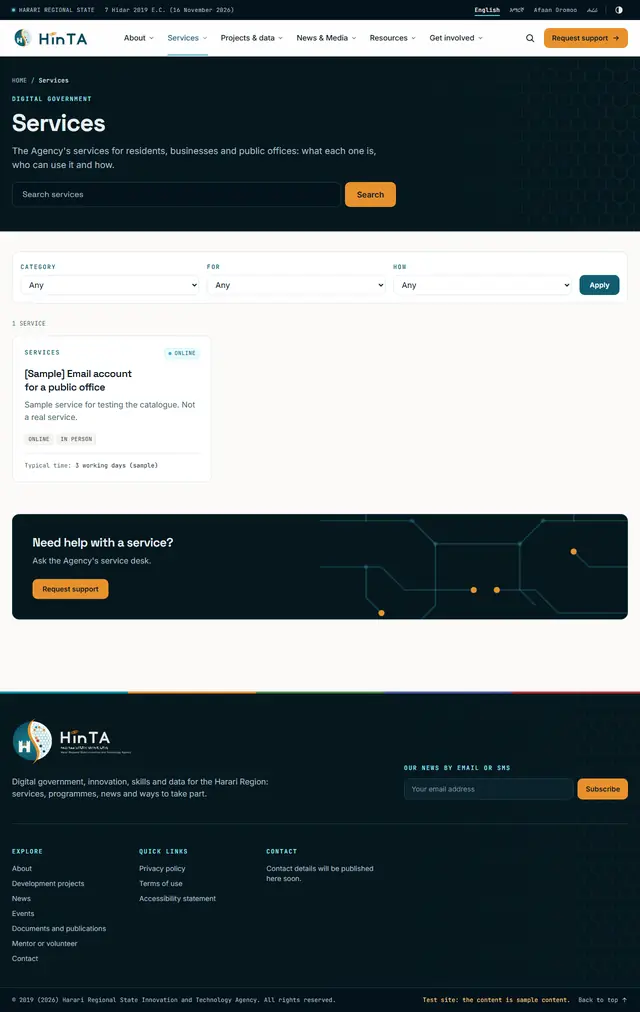 HARARI REGIONAL STATE 7 Hidar 2019 E.C. (16 November 2026)
English አማርኛ Afaan Oromoo
HinTA
About Services Projects & data News & Media Resources Get involved
Request support →
HOME / Services
DIGITAL GOVERNMENT
Services
The Agency's services for residents, businesses and public offices: what each one is,
who can use it and how.
Search services Search
CATEGORY FOR HOW
Any Any Any Apply
1 SERVICE
SERVICES ONLINE
[Sample] Email account
for a public office
Sample service for testing the catalogue. Not
a real service.
ONLINE IN PERSON
Typical time: 3 working days (sample)
Need help with a service?
Ask the Agency's service desk.
Request support
HinTA
Digital government, innovation, skills and data for the Harari Region:
services, programmes, news and ways to take part.
OUR NEWS BY EMAIL OR SMS
Your email address Subscribe
EXPLORE
About
Development projects
News
Events
Documents and publications
Mentor or volunteer
Contact
QUICK LINKS
Privacy policy
Terms of use
Accessibility statement
CONTACT
Contact details will be published
here soon.
© 2019 (2026) Harari Regional State Innovation and Technology Agency. All rights reserved.
Test site: the content is sample content. Back to top ↑